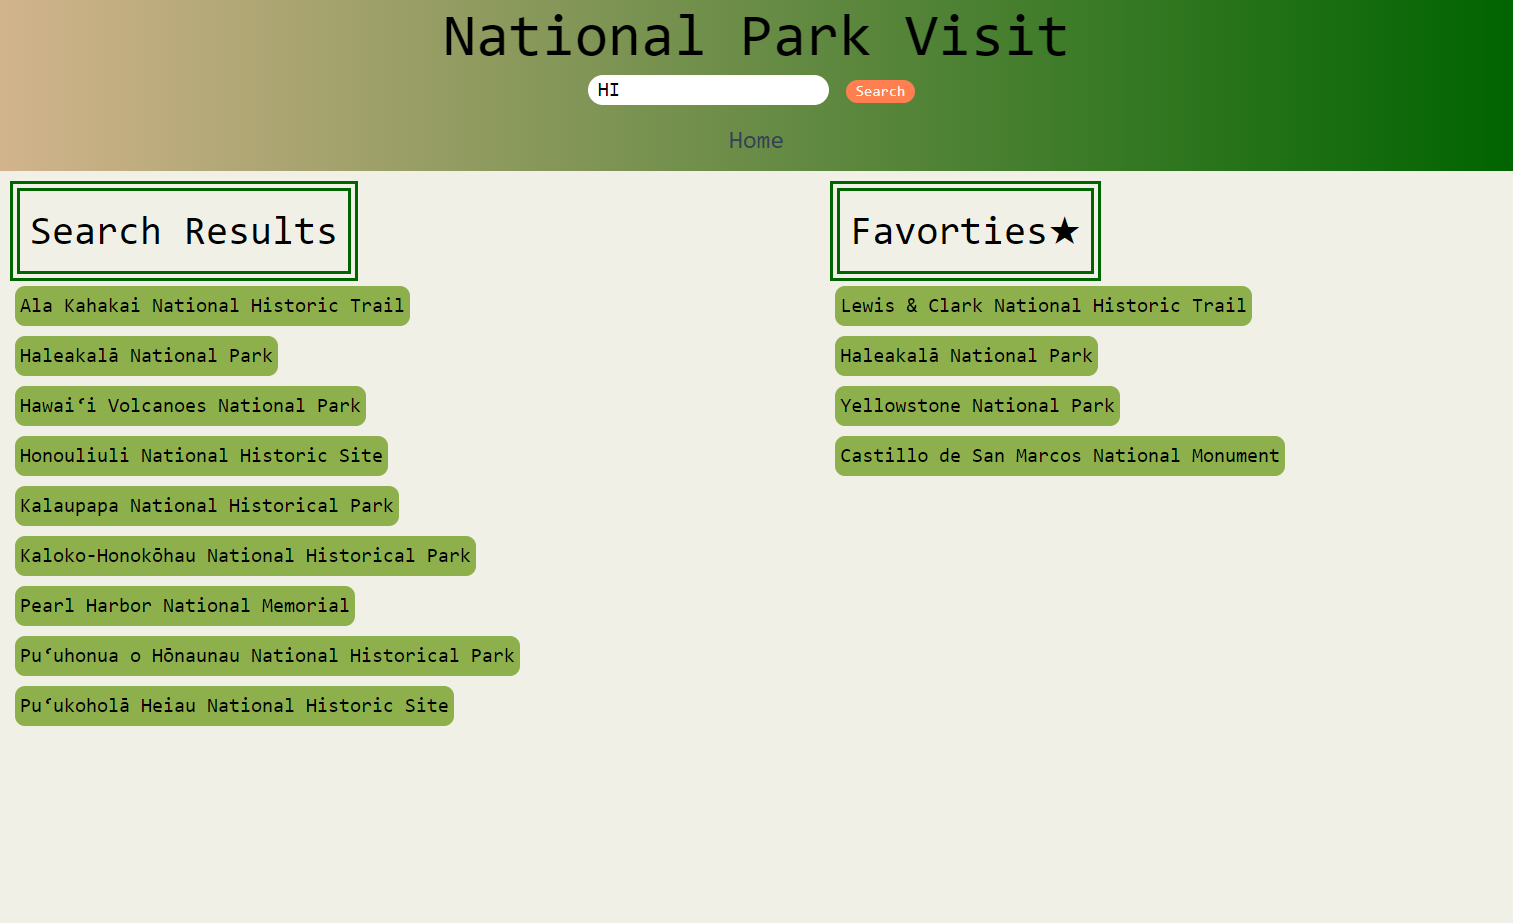 National Park Visit
HI
Search
Home
Search Results
Ala Kahakai National Historic Trail
Haleakalā National Park
Hawaiʻi Volcanoes National Park
Honouliuli National Historic Site
Kalaupapa National Historical Park
Kaloko-Honokōhau National Historical Park
Pearl Harbor National Memorial
Puʻuhonua o Hōnaunau National Historical Park
Puʻukoholā Heiau National Historic Site
Favorties★
Lewis & Clark National Historic Trail
Haleakalā National Park
Yellowstone National Park
Castillo de San Marcos National Monument